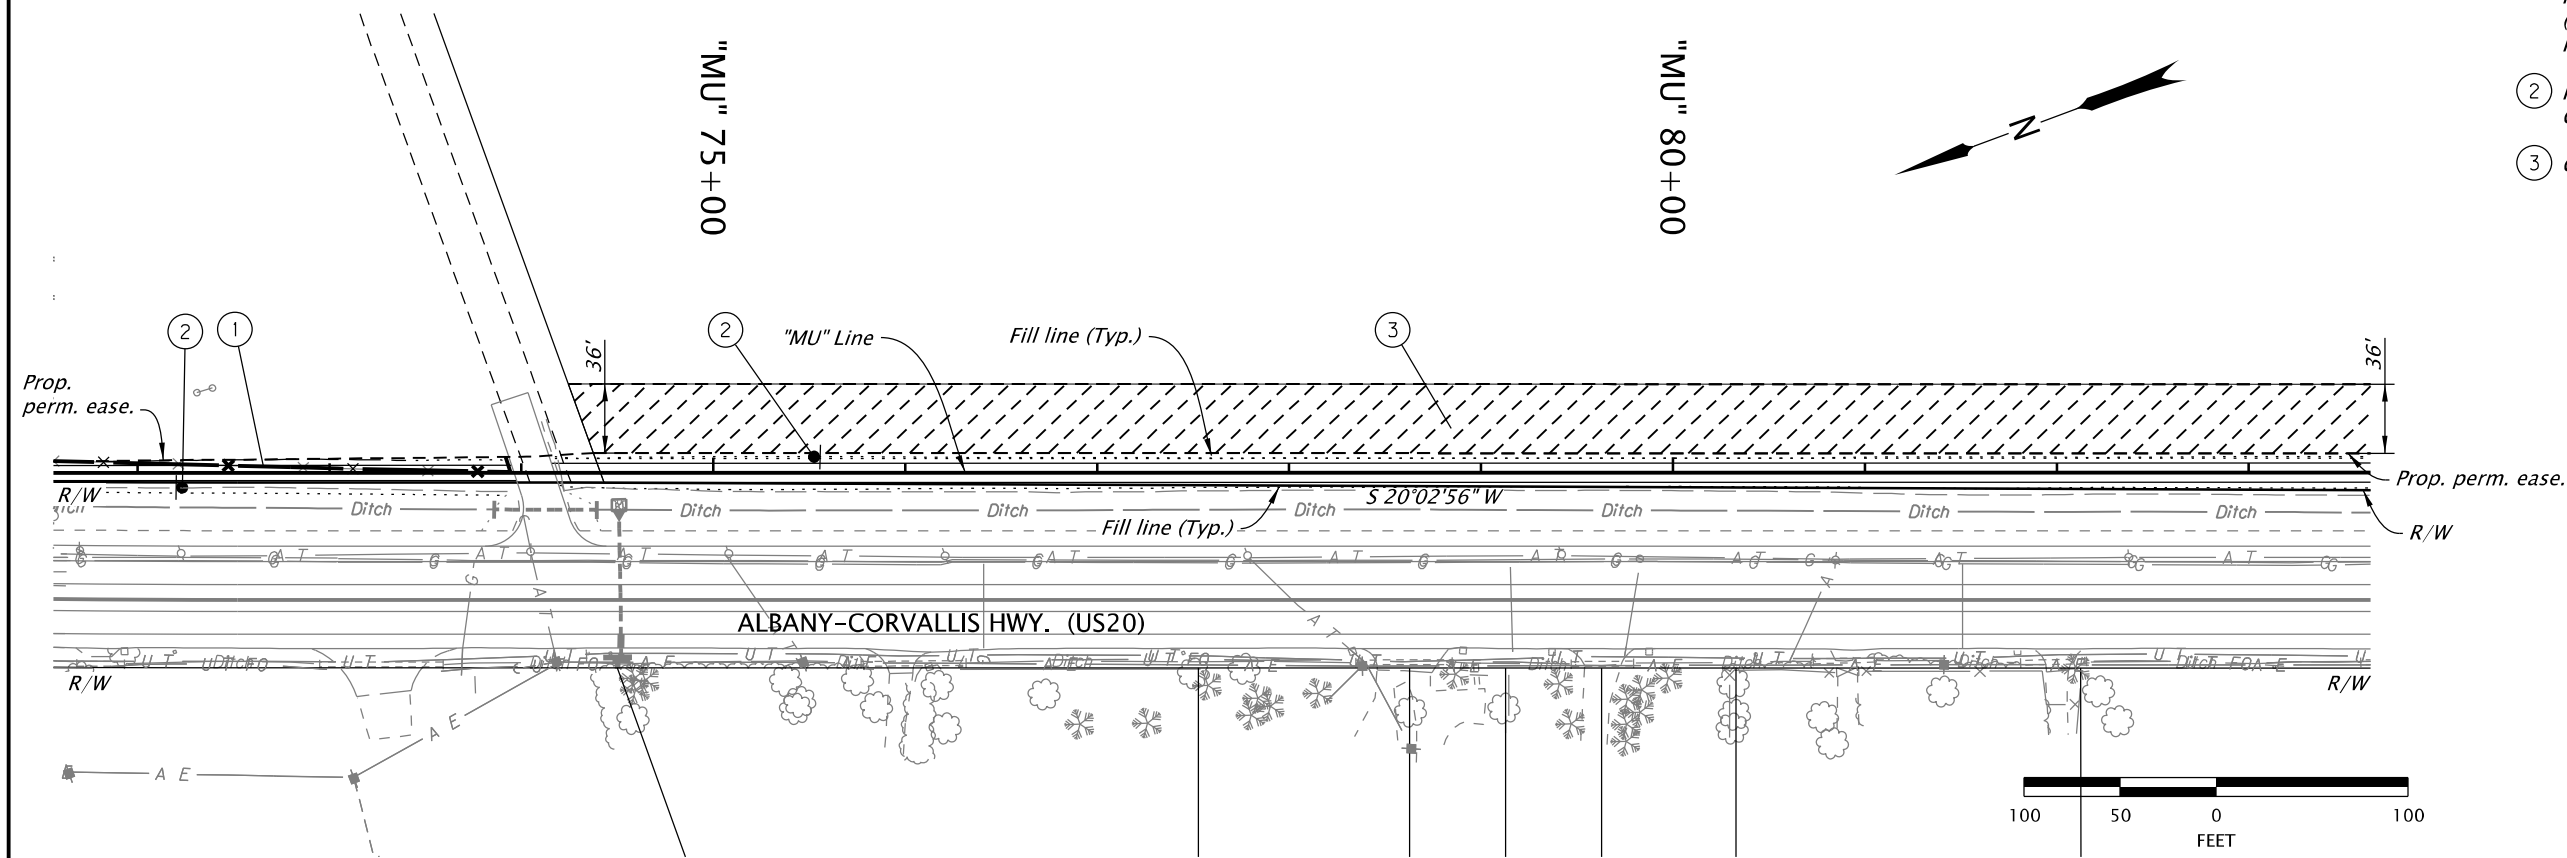 "MU" 75+00
"MU" 80+00
N
2
3
2
1
2
"MU" Line
Fill line (Typ.)
3
36'
36'
Prop.
perm. ease.
Prop. perm. ease.
R/W
S 20°02'56" W
Ditch
Ditch
Ditch
Ditch
Ditch
Ditch
Ditch
Fill line (Typ.)
R/W
G
A T
G
A T
A T
G
A T
G
A T
G
A T
G
A T
G
A T
G
A T
G
A T
G
A T
A
ALBANY-CORVALLIS HWY. (US20)
A T
U T
U T
U T
A E
Ditch
U T
A E
Ditch
U T
A E
U
R/W
R/W
A E
A E
100 50 0 100
FEET